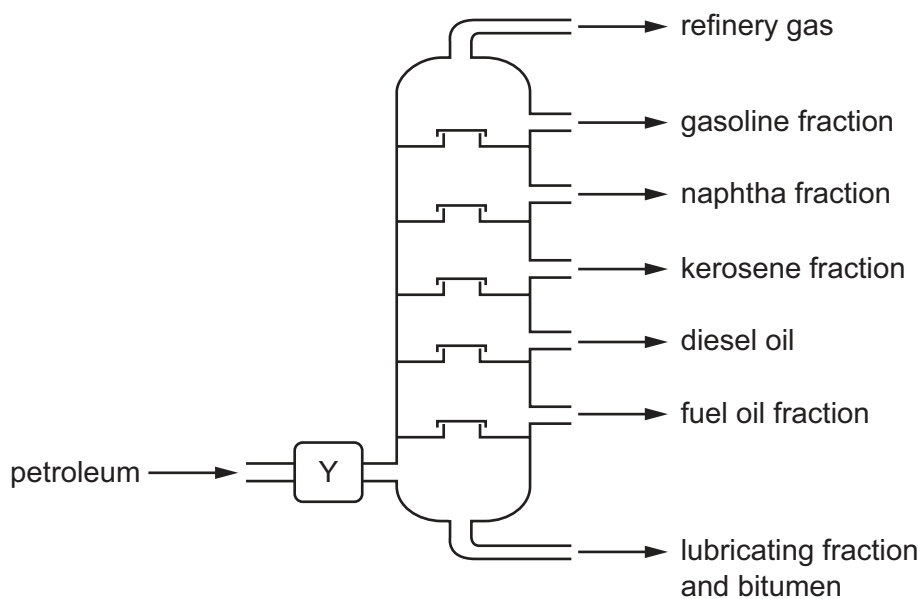 refinery gas
gasoline fraction
naphtha fraction
kerosene fraction
diesel oil
fuel oil fraction
petroleum
Y
lubricating fraction
and bitumen